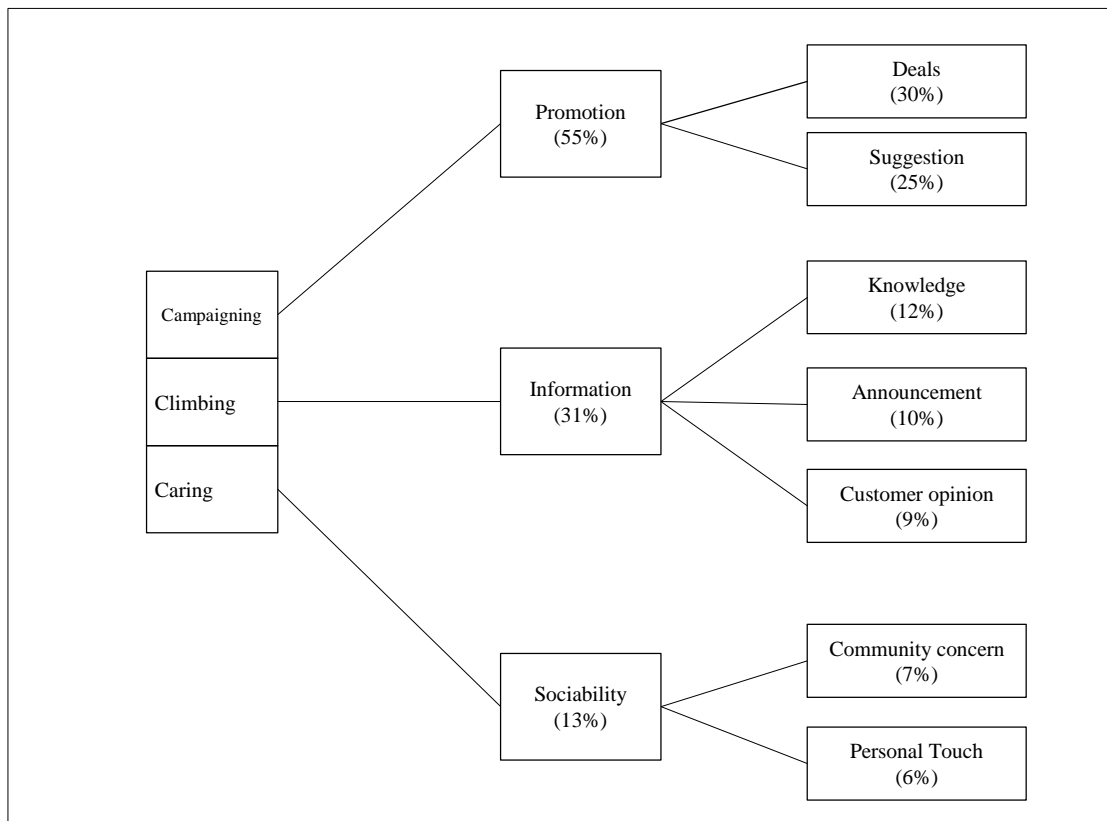 Campaigning
Climbing
Caring
Promotion
(55%)
Information
(31%)
Sociability
(13%)
Deals
(30%)
Suggestion
(25%)
Knowledge
(12%)
Announcement
(10%)
Customer opinion
(9%)
Community concern
(7%)
Personal Touch
(6%)